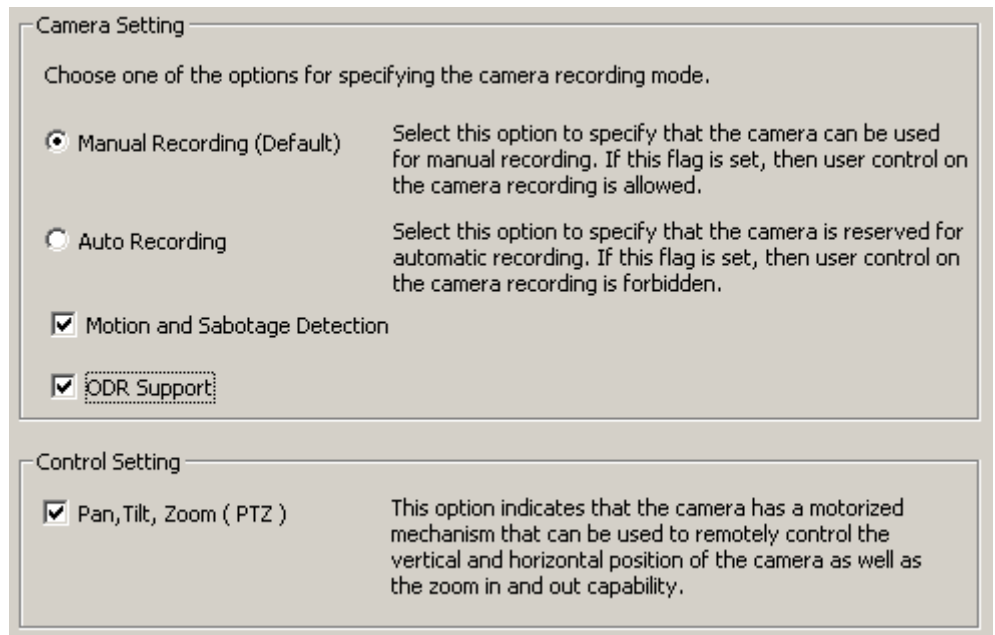 Camera Setting
Choose one of the options for specifying the camera recording mode.
Manual Recording (Default)
Select this option to specify that the camera can be used
for manual recording. If this flag is set, then user control on
the camera recording is allowed.
Auto Recording
Select this option to specify that the camera is reserved for
automatic recording. If this flag is set, then user control on
the camera recording is forbidden.
Motion and Sabotage Detection
ODR Support
Control Setting
Pan,Tilt, Zoom ( PTZ )
This option indicates that the camera has a motorized
mechanism that can be used to remotely control the
vertical and horizontal position of the camera as well as
the zoom in and out capability.